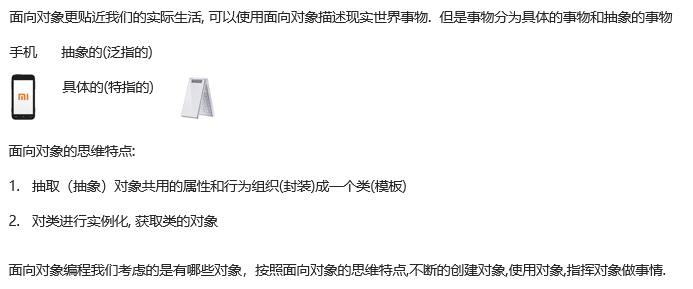 面向对象更贴近我们的实际生活, 可以使用面向对象描述现实世界事物. 但是事物分为具体的事物和抽象的事物
手机 抽象的(泛指的)
mi
具体的(特指的)
面向对象的思维特点:
1. 抽取（抽象）对象共用的属性和行为组织(封装)成一个类(模板)
2. 对类进行实例化, 获取类的对象
面向对象编程我们考虑的是有哪些对象，按照面向对象的思维特点,不断的创建对象,使用对象,指挥对象做事情.